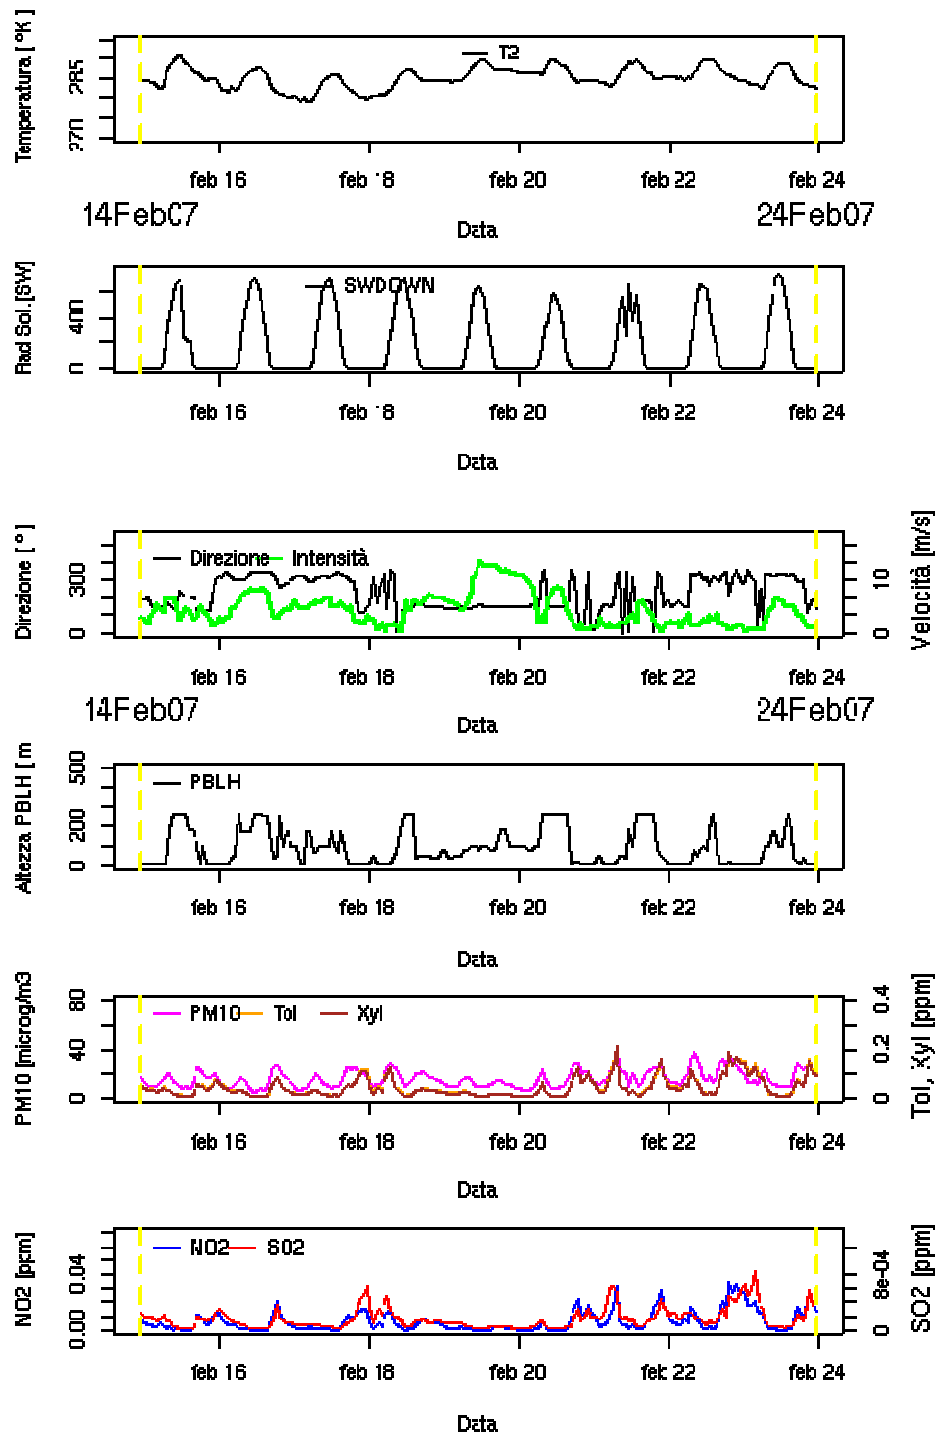 Temperatura [ °K ]
270 285
T2
feb 16 feb 18 feb 20 feb 22 feb 24
14Feb07 24Feb07
Data
Rad Sol.[SW]
0 400
SWDOWN
feb 16 feb 18 feb 20 feb 22 feb 24
Data
Direzione [ ° ]
0 300
Direzione Intensità
0 10
Velocità [m/s]
feb 16 feb 18 feb 20 feb 22 feb 24
14Feb07 24Feb07
Data
Altezza PBLH [ m
0 200 500
PBLH
feb 16 feb 18 feb 20 feb 22 feb 24
Data
PM10 [microg/m3
0 40 80
PM10 Tol Xyl
0 0.2 0.4
Tol, Xyl [ppm]
feb 16 feb 18 feb 20 feb 22 feb 24
Data
NO2 [ppm]
0.00 0.04
NO2 SO2
0 8e-04
SO2 [ppm]
feb 16 feb 18 feb 20 feb 22 feb 24
Data